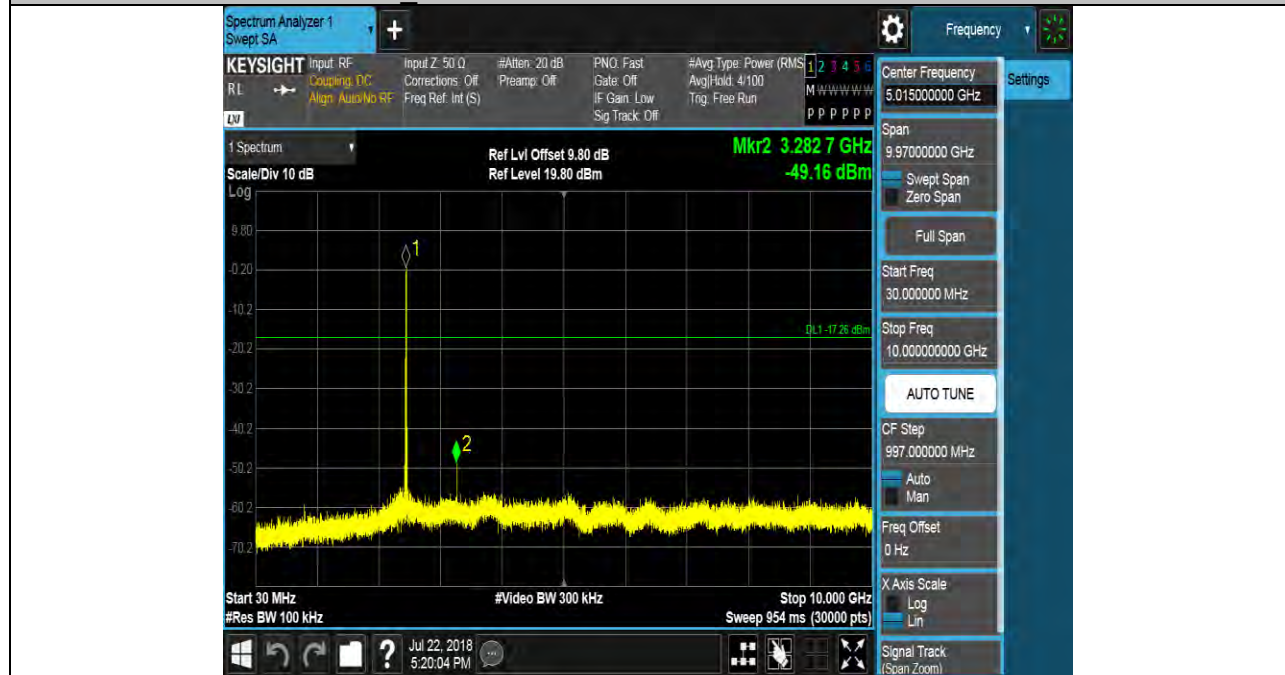 Spectrum Analyzer 1
Swept SA
+
Frequency
KEYSIGHT
RL
LXI
Input: RF
Coupling: DC
Align: Auto/No RF
Input Z: 50 Ω
Corrections: Off
Freq Ref: Int (S)
#Atten: 20 dB
Preamp: Off
PNO: Fast
Gate: Off
IF Gain: Low
Sig Track: Off
#Avg Type: Power (RMS
Avg|Hold: 4/100
Trig: Free Run
1 2 3 4 5 6
M W W W W W
P P P P P P
1 Spectrum
Scale/Div 10 dB
Log
Ref Lvl Offset 9.80 dB
Ref Level 19.80 dBm
Mkr2 3.282 7 GHz
-49.16 dBm
9.80
-0.20
-10.2
-20.2
-30.2
-40.2
-50.2
-60.2
-70.2
1
2
DL1 -17.26 dBm
Start 30 MHz
#Res BW 100 kHz
#Video BW 300 kHz
Stop 10.000 GHz
Sweep 954 ms (30000 pts)
?
Jul 22, 2018
5:20:04 PM
Center Frequency
5.015000000 GHz
Span
9.97000000 GHz
Swept Span
Zero Span
Full Span
Start Freq
30.000000 MHz
Stop Freq
10.000000000 GHz
AUTO TUNE
CF Step
997.000000 MHz
Auto
Man
Freq Offset
0 Hz
X Axis Scale
Log
Lin
Signal Track
(Span Zoom)
Settings